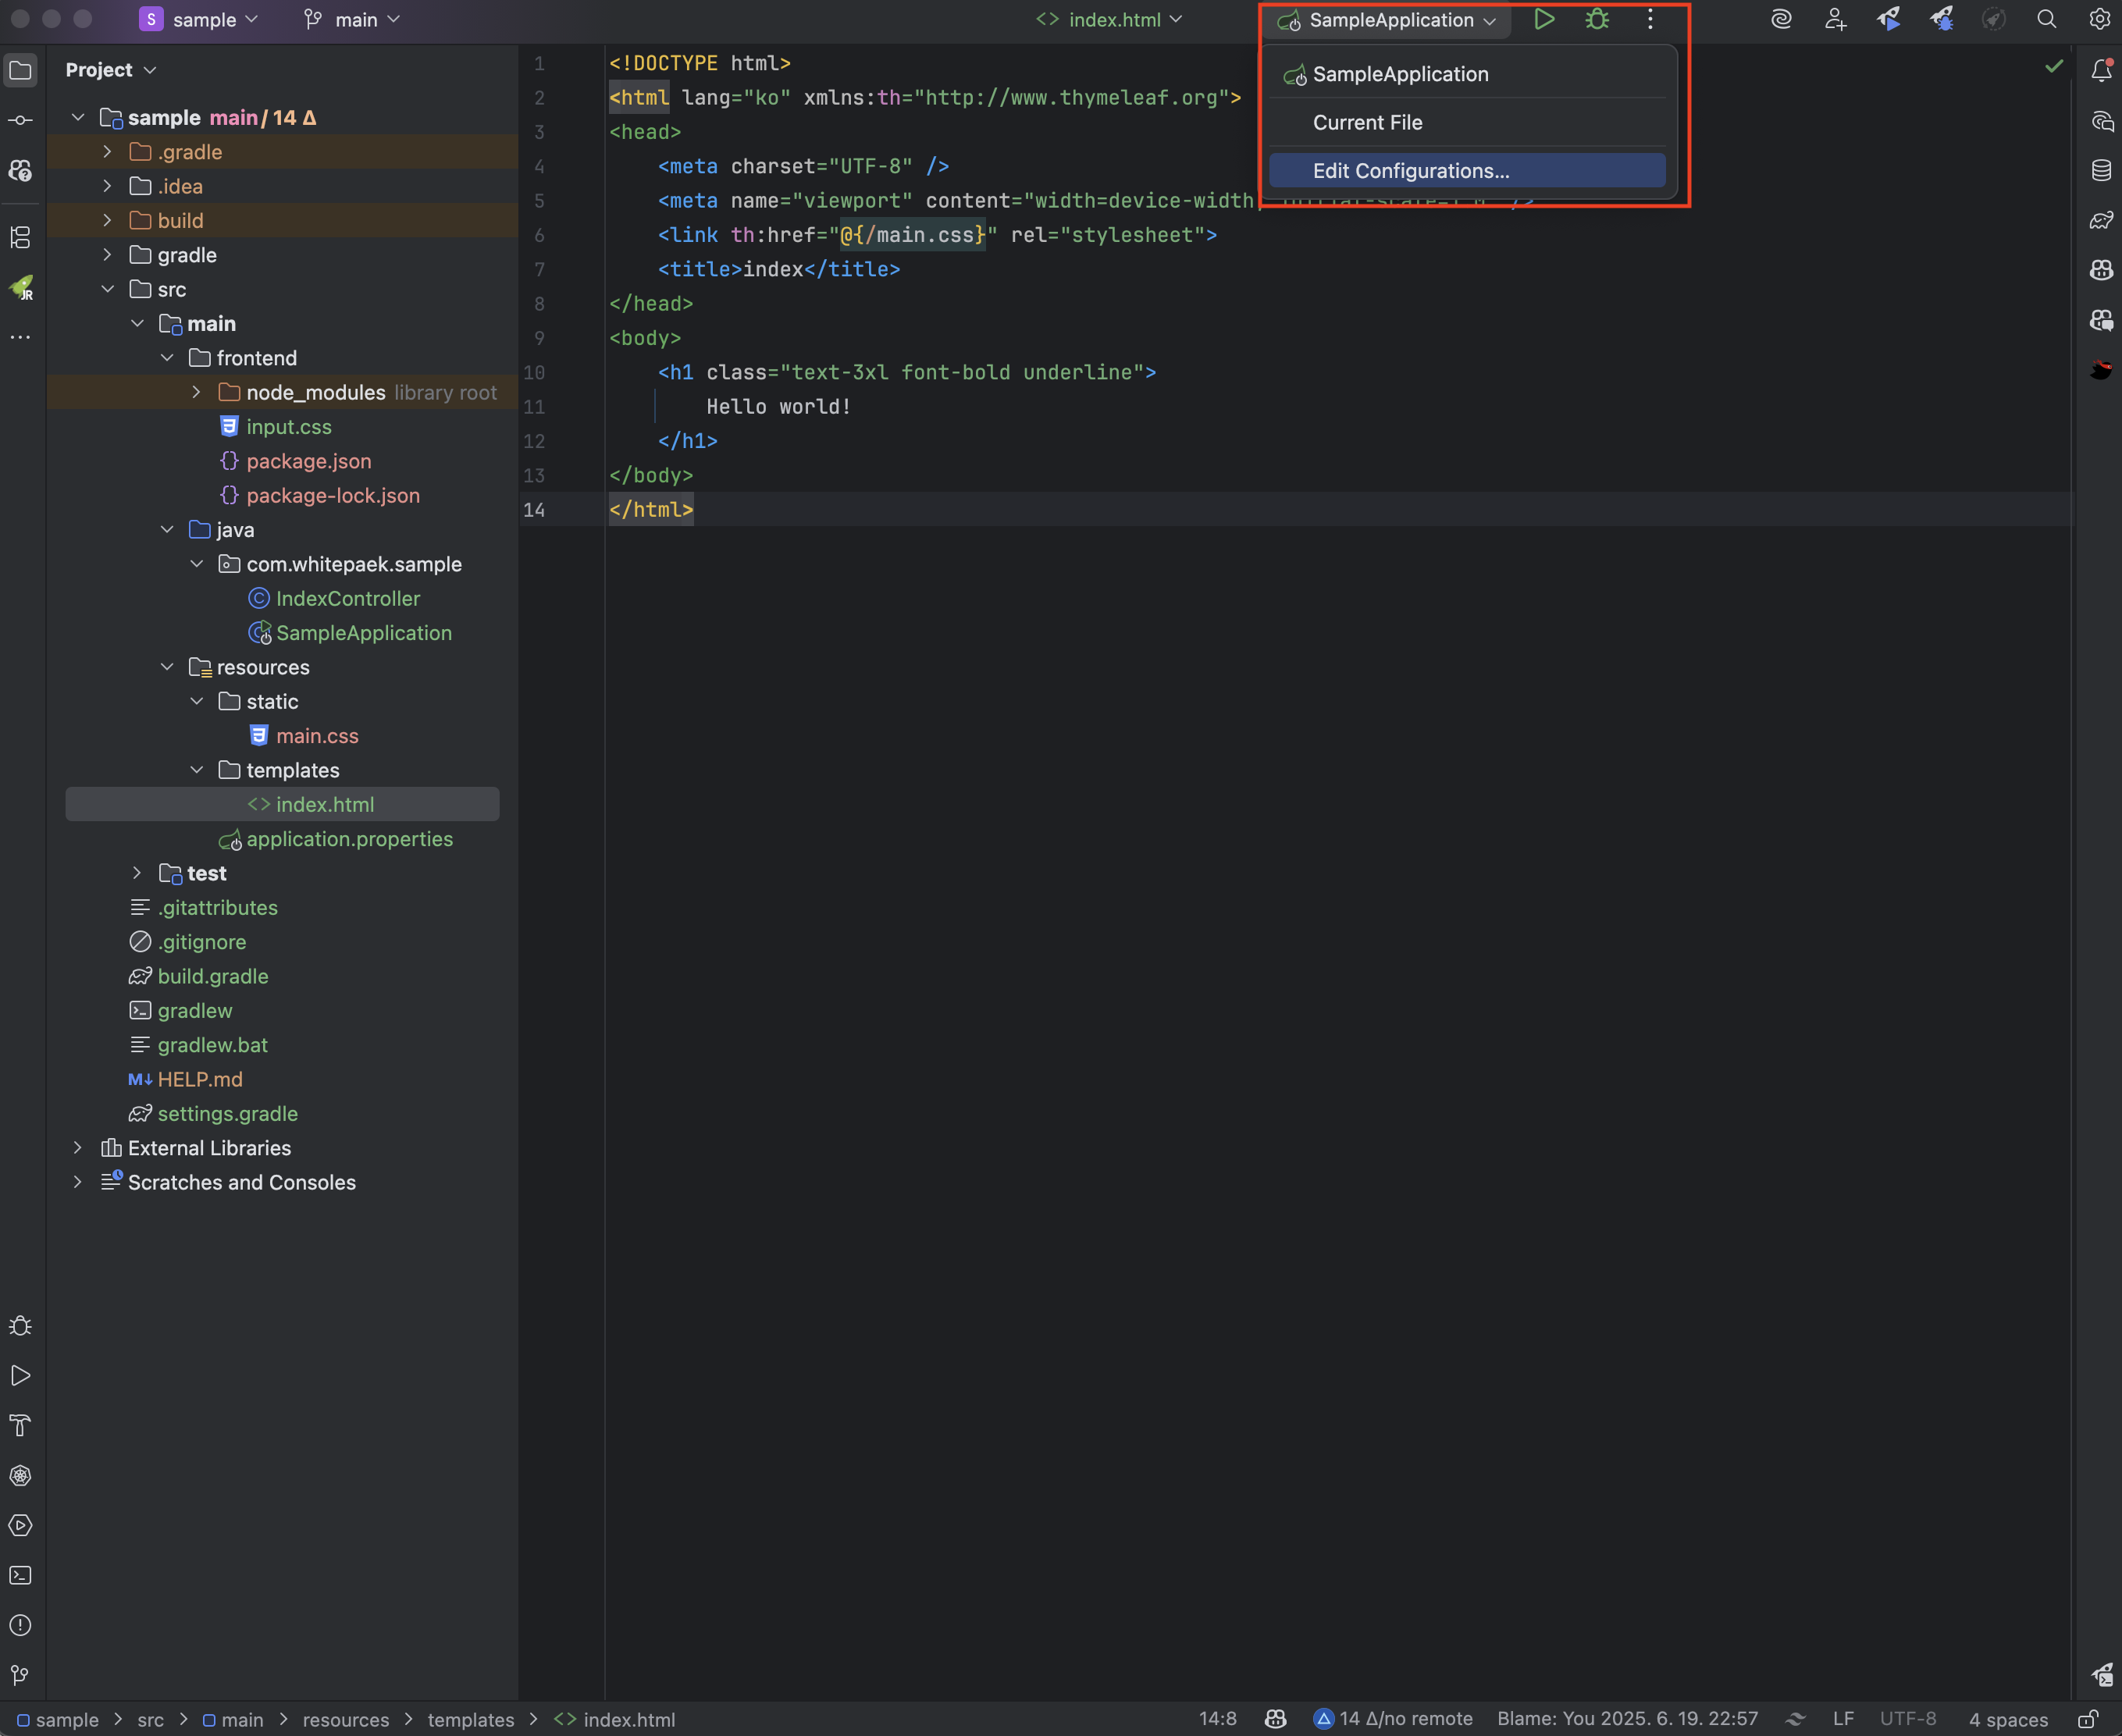 S sample main index.html SampleApplication
Project
sample main / 14 Δ
.gradle
.idea
build
gradle
src
main
frontend
node_modules library root
input.css
package.json
package-lock.json
java
com.whitepaek.sample
IndexController
SampleApplication
resources
static
main.css
templates
index.html
application.properties
test
.gitattributes
.gitignore
build.gradle
gradlew
gradlew.bat
M↓ HELP.md
settings.gradle
External Libraries
Scratches and Consoles
JR
1 <!DOCTYPE html>
2 <html lang="ko" xmlns:th="http://www.thymeleaf.org">
3 <head>
4 <meta charset="UTF-8" />
5 <meta name="viewport" content="width=device-width,
6 <link th:href="@{/main.css}" rel="stylesheet">
7 <title>index</title>
8 </head>
9 <body>
10 <h1 class="text-3xl font-bold underline">
11 Hello world!
12 </h1>
13 </body>
14 </html>
SampleApplication
Current File
Edit Configurations...
sample > src > main > resources > templates > <> index.html
14:8 14 Δ/no remote Blame: You 2025. 6. 19. 22:57 LF UTF-8 4 spaces